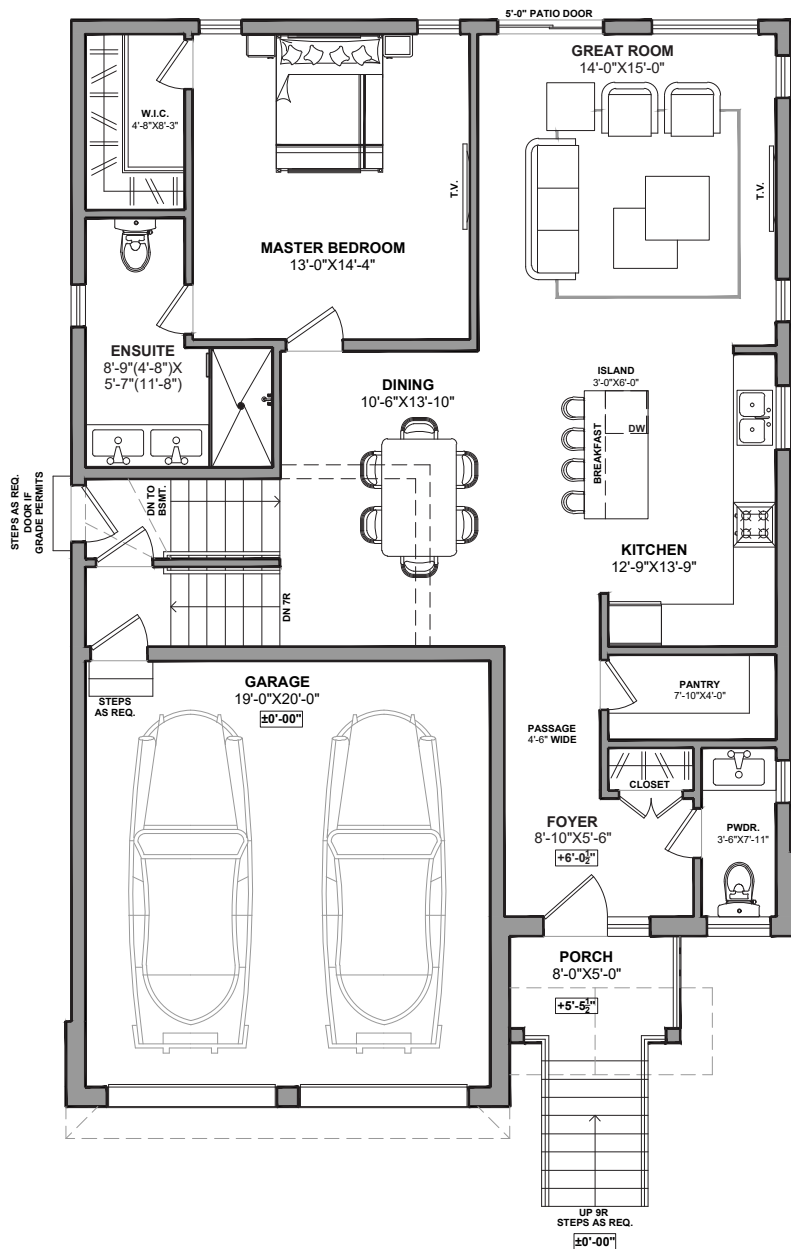 5'-0" PATIO DOOR
GREAT ROOM
14'-0"X15'-0"
W.I.C.
4'-8"X8'-3"
T.V.
T.V.
MASTER BEDROOM
13'-0"X14'-4"
ENSUITE
8'-9"(4'-8")X
5'-7"(11'-8")
DINING
10'-6"X13'-10"
ISLAND
3'-0"X6'-0"
DW
BREAKFAST
STEPS AS REQ.
DOOR IF
GRADE PERMITS
DN TO
BSMT.
KITCHEN
12'-9"X13'-9"
DN 7R
GARAGE
19'-0"X20'-0"
±0'-00"
STEPS
AS REQ.
PANTRY
7'-10"X4'-0"
PASSAGE
4'-6" WIDE
CLOSET
FOYER
8'-10"X5'-6"
+6'-0½"
PWDR.
3'-6"X7'-11"
PORCH
8'-0"X5'-0"
+5'-5½"
UP 9R
STEPS AS REQ.
±0'-00"